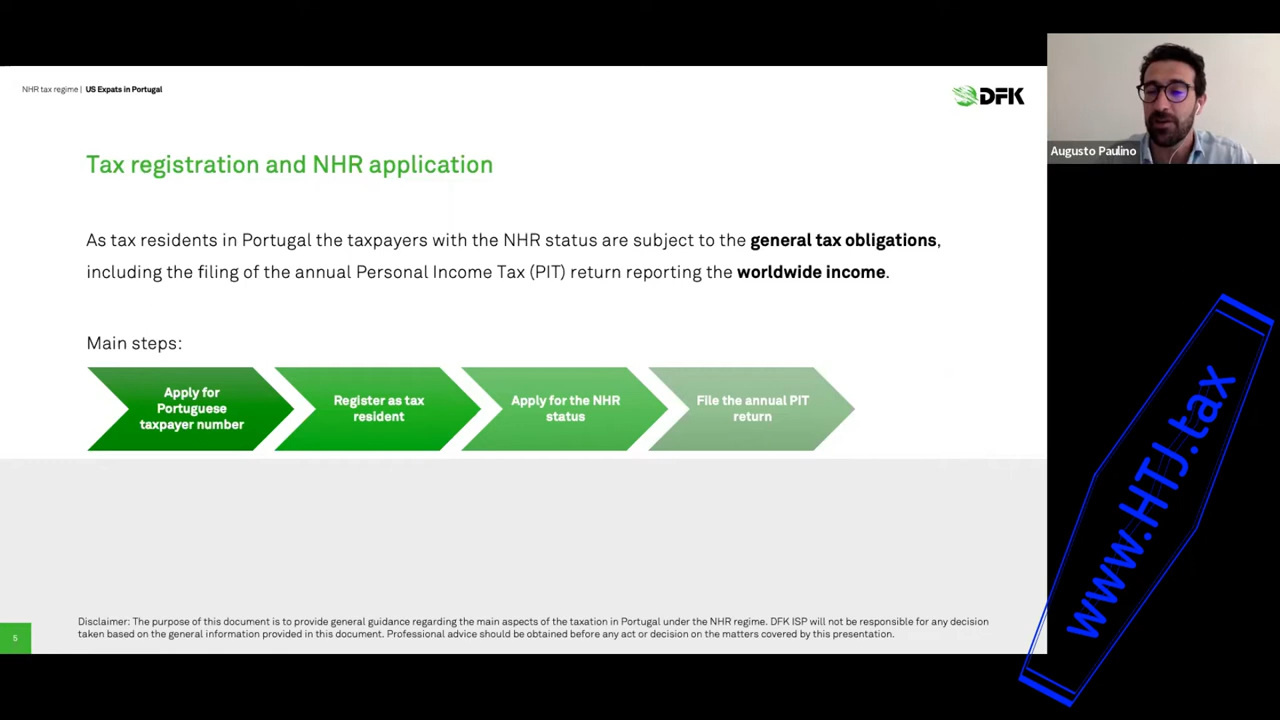 NHR tax regime | US Expats in Portugal
DFK
Tax registration and NHR application
As tax residents in Portugal the taxpayers with the NHR status are subject to the general tax obligations,
including the filing of the annual Personal Income Tax (PIT) return reporting the worldwide income.
Main steps:
Apply for
Portuguese
taxpayer number
Register as tax
resident
Apply for the NHR
status
File the annual PIT
return
Disclaimer: The purpose of this document is to provide general guidance regarding the main aspects of the taxation in Portugal under the NHR regime. DFK ISP will not be responsible for any decision
taken based on the general information provided in this document. Professional advice should be obtained before any act or decision on the matters covered by this presentation.
5
Augusto Paulino
www.HTJ.tax